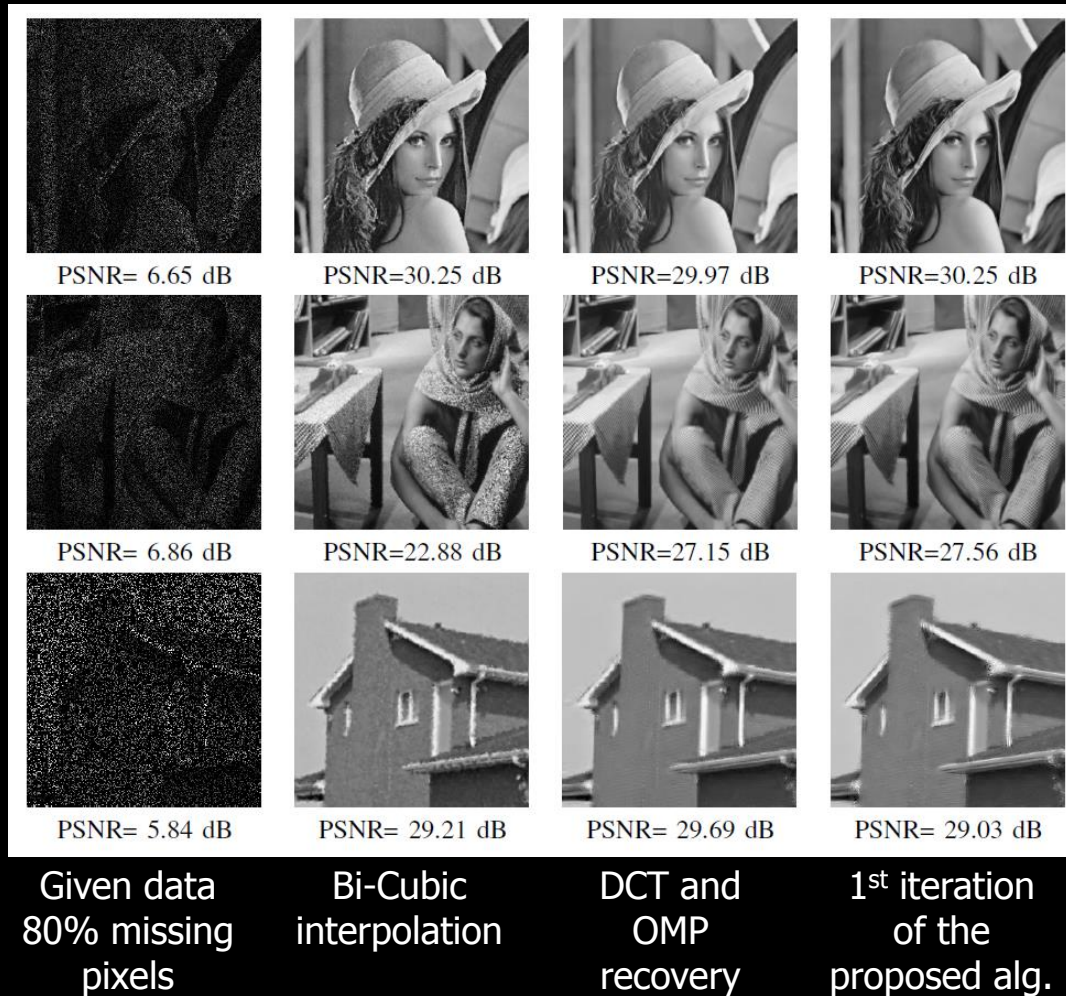 PSNR= 6.65 dB
PSNR=30.25 dB
PSNR=29.97 dB
PSNR=30.25 dB
PSNR= 6.86 dB
PSNR=22.88 dB
PSNR=27.15 dB
PSNR=27.56 dB
PSNR= 5.84 dB
PSNR= 29.21 dB
PSNR= 29.69 dB
PSNR= 29.03 dB
Given data
80% missing
pixels
Bi-Cubic
interpolation
DCT and
OMP
recovery
1st iteration
of the
proposed alg.